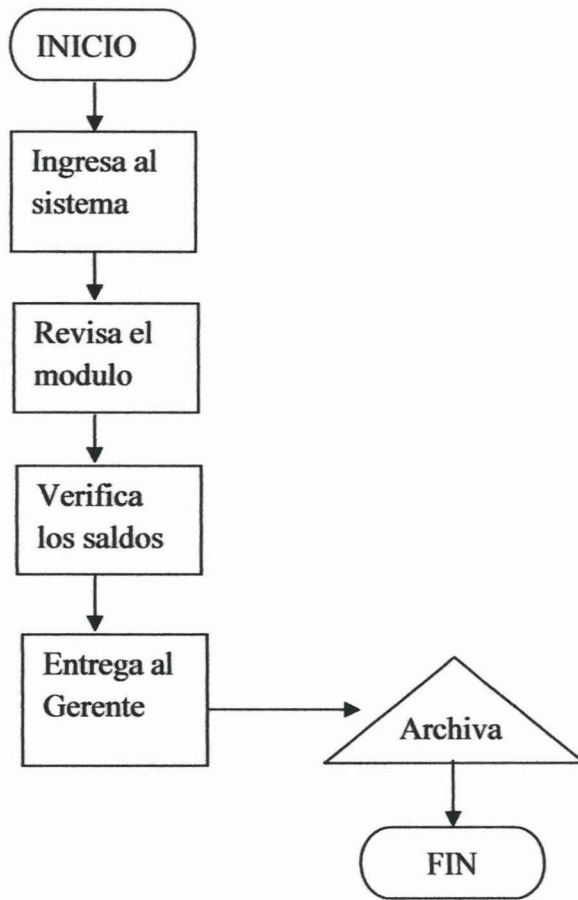 INICIO
Ingresa al
sistema
Revisa el
modulo
Verifica
los saldos
Entrega al
Gerente
Archiva
FIN